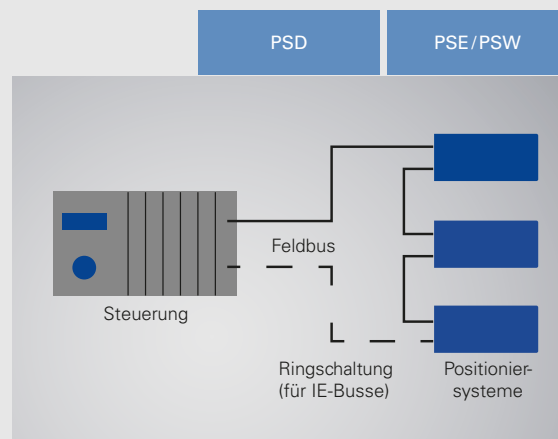 PSD
PSE/PSW
Feldbus
Steuerung
Ringschaltung
(für IE-Busse)
Positionier-
systeme